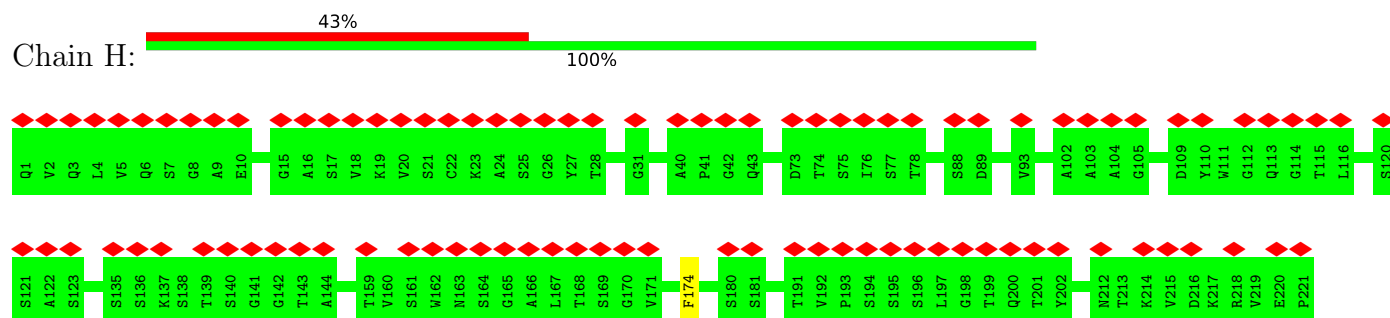 43%
Chain H:
100%
Q1 V2 Q3 L4 V5 Q6 S7 G8 A9 E10 G15 A16 S17 V18 K19 V20 S21 C22 K23 A24 S25 G26 Y27 T28 G31 A40 P41 G42 Q43 D73 T74 S75 I76 S77 T78 S88 D89 V93 A102 A103 A104 G105 D109 Y110 W111 G112 Q113 G114 T115 L116 S120
S121 A122 S123 S135 S136 K137 S138 T139 S140 G141 G142 T143 A144 T159 V160 S161 W162 N163 S164 G165 A166 L167 T168 S169 G170 V171 F174 S180 S181 T191 V192 P193 S194 S195 S196 L197 G198 T199 Q200 T201 Y202 N212 T213 K214 V215 D216 K217 R218 V219 E220 P221